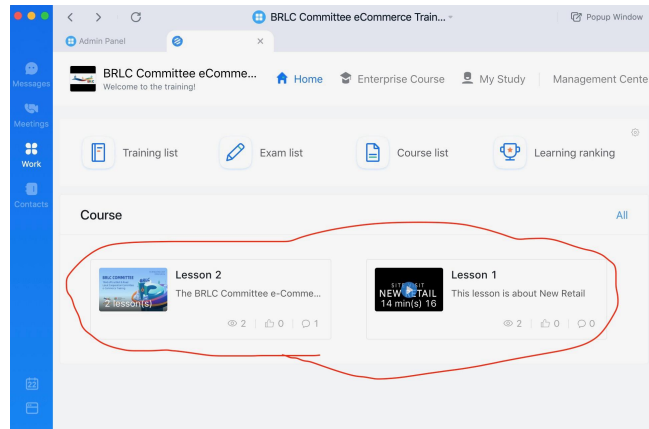 BRLC Committee eCommerce Train...
Popup Window
Admin Panel
Messages
Meetings
Work
Contacts
22
BRLC Committee eComme...
Welcome to the training!
Home
Enterprise Course
My Study
Management Cente
Training list
Exam list
Course list
Learning ranking
Course
All
BRLC COMMITTEE
2 lesson(s)
Lesson 2
The BRLC Committee e-Comme...
2
0
1
NEW RETAIL
14 min(s) 16
Lesson 1
This lesson is about New Retail
2
0
0